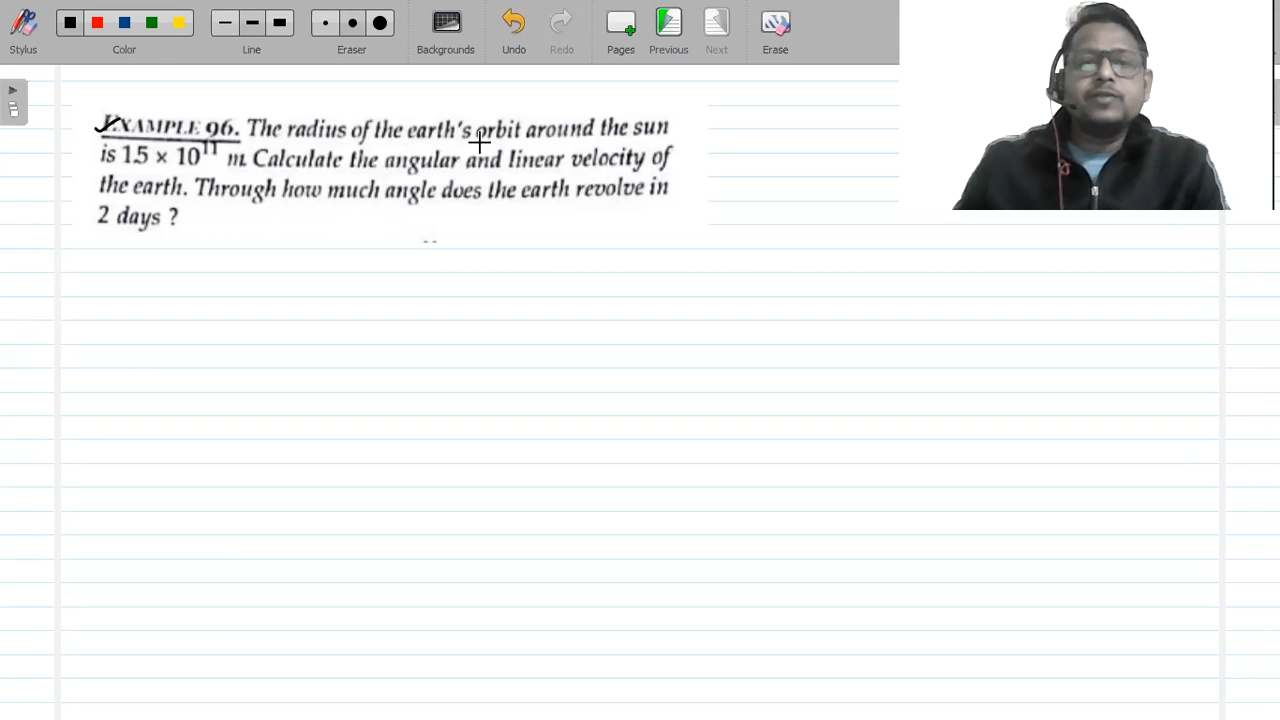 Stylus
Color
Line
Eraser
Backgrounds
Undo
Redo
Pages
Previous
Next
Erase
EXAMPLE 96. The radius of the earth's orbit around the sun
is 1.5 × 10¹¹ m. Calculate the angular and linear velocity of
the earth. Through how much angle does the earth revolve in
2 days ?